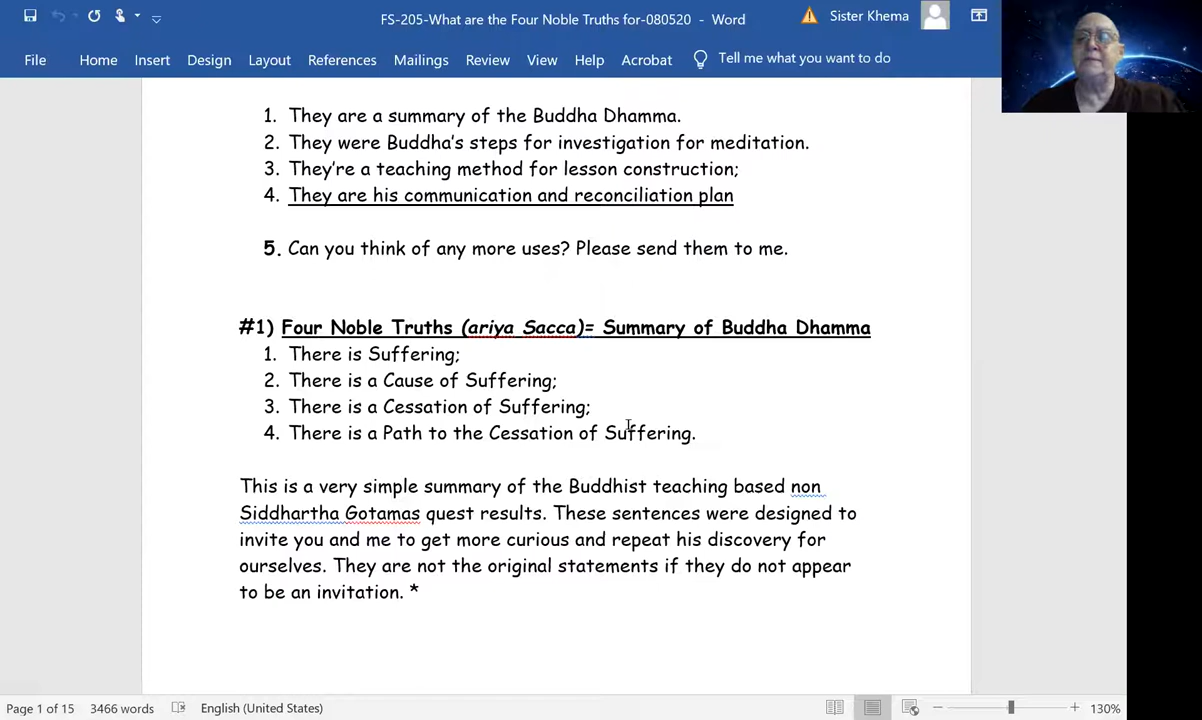 FS-205-What are the Four Noble Truths for-080520 - Word
Sister Khema
File Home Insert Design Layout References Mailings Review View Help Acrobat Tell me what you want to do
1. They are a summary of the Buddha Dhamma.
2. They were Buddha's steps for investigation for meditation.
3. They're a teaching method for lesson construction;
4. They are his communication and reconciliation plan
5. Can you think of any more uses? Please send them to me.
#1) Four Noble Truths (ariya Sacca)= Summary of Buddha Dhamma
1. There is Suffering;
2. There is a Cause of Suffering;
3. There is a Cessation of Suffering;
4. There is a Path to the Cessation of Suffering.
This is a very simple summary of the Buddhist teaching based non
Siddhartha Gotamas quest results. These sentences were designed to
invite you and me to get more curious and repeat his discovery for
ourselves. They are not the original statements if they do not appear
to be an invitation. *
Page 1 of 15 3466 words English (United States) 130%